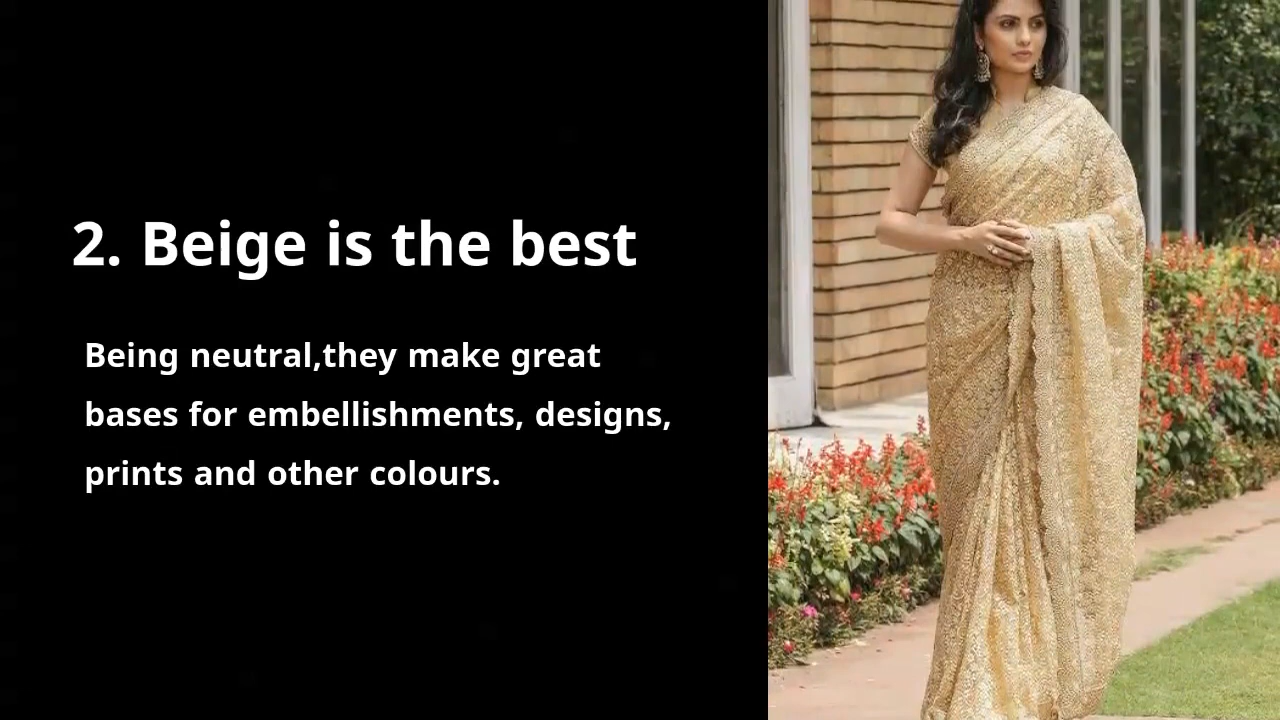 2. Beige is the best
Being neutral,they make great
bases for embellishments, designs,
prints and other colours.